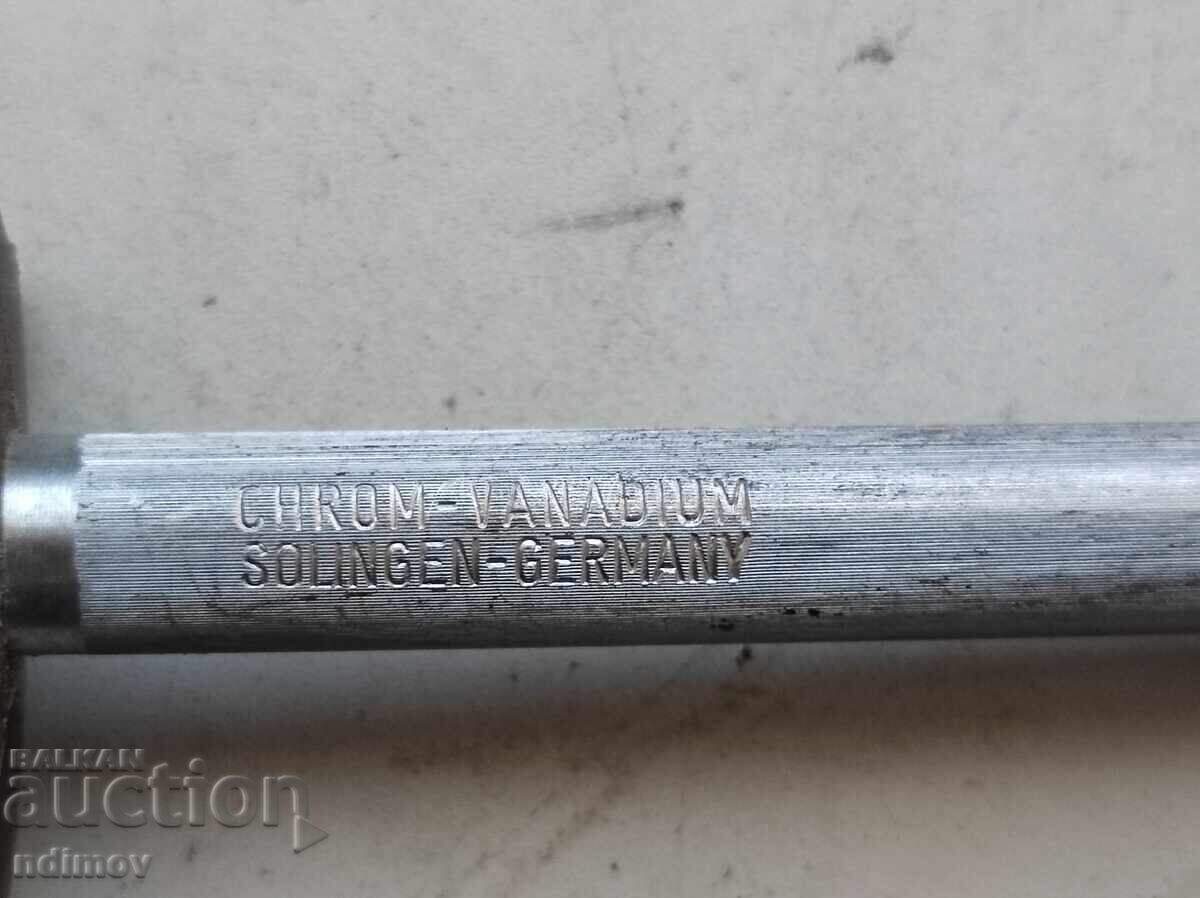 CHROM-VANADIUM
SOLINGEN-GERMANY
BALKAN
auction
ndimov